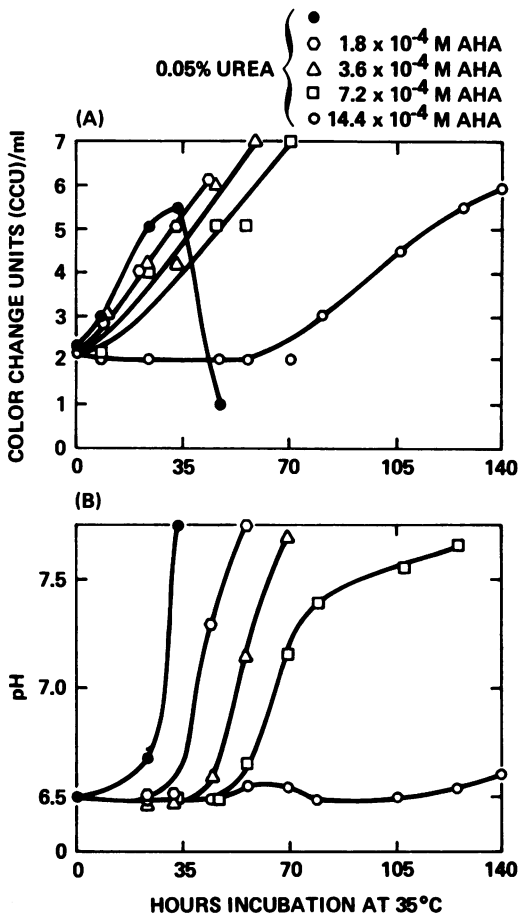 0.05% UREA
1.8 x 10-4 M AHA
3.6 x 10-4 M AHA
7.2 x 10-4 M AHA
14.4 x 10-4 M AHA
(A)
COLOR CHANGE UNITS (CCU)/ml
7
6
5
4
3
2
1
0
0 35 70 105 140
(B)
pH
7.5
7.0
6.5
0
0 35 70 105 140
HOURS INCUBATION AT 35°C